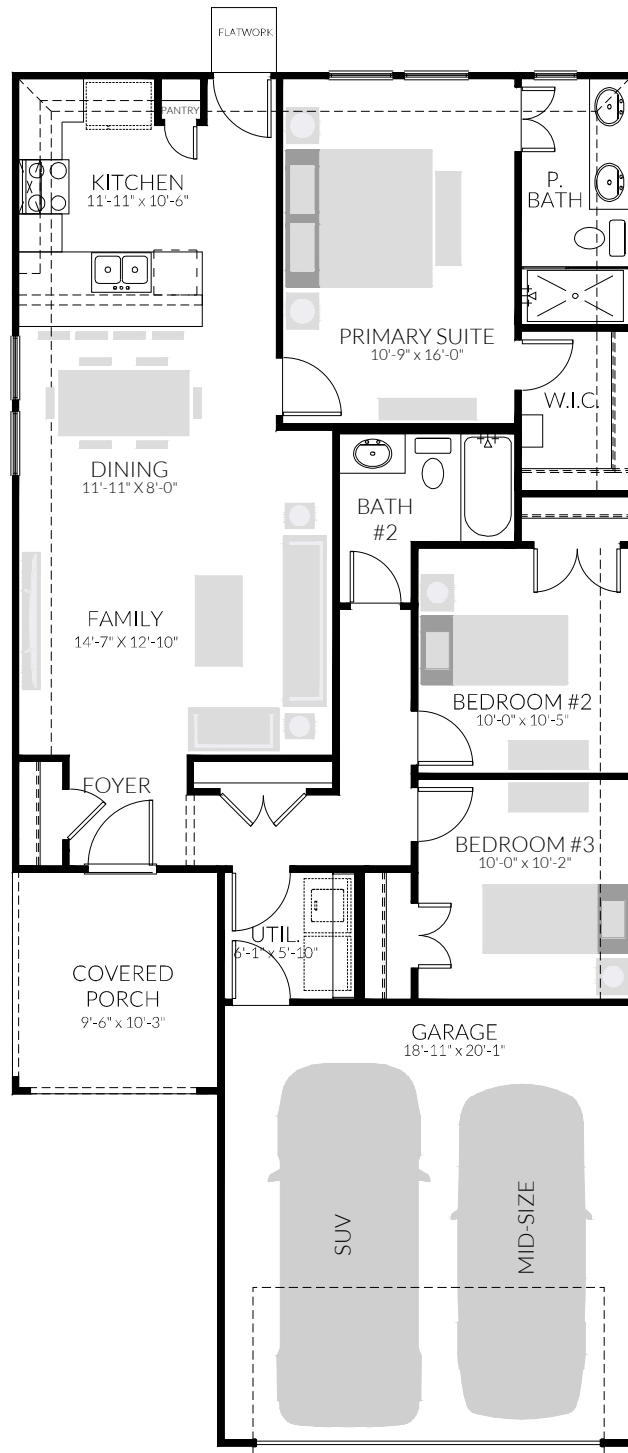 FLATWORK
PANTRY
KITCHEN
11'-11" x 10'-6"
P.
BATH
PRIMARY SUITE
10'-9" x 16'-0"
W.I.C.
DINING
11'-11" X 8'-0"
BATH
#2
FAMILY
14'-7" X 12'-10"
BEDROOM #2
10'-0" x 10'-5"
FOYER
BEDROOM #3
10'-0" x 10'-2"
UTIL.
6'-1" x 5'-10"
COVERED
PORCH
9'-6" x 10'-3"
GARAGE
18'-11" x 20'-1"
SUV
MID-SIZE